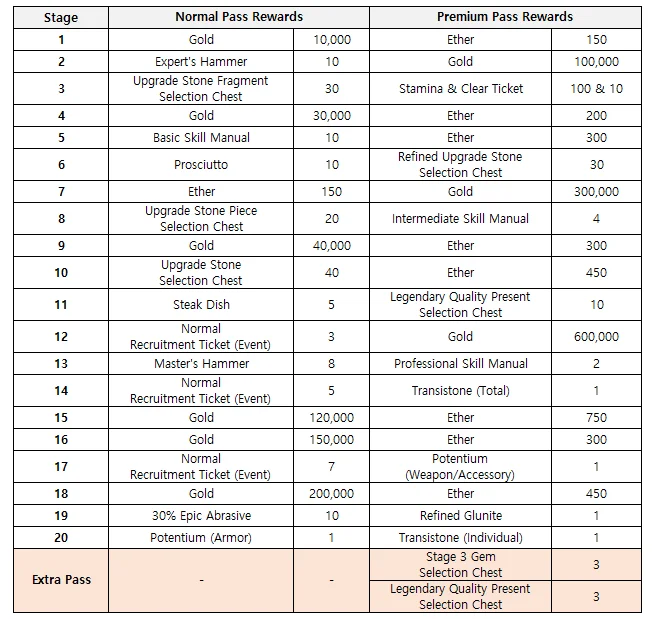 Stage Normal Pass Rewards Premium Pass Rewards
1 Gold 10,000 Ether 150
2 Expert's Hammer 10 Gold 100,000
3 Upgrade Stone Fragment
Selection Chest 30 Stamina & Clear Ticket 100 & 10
4 Gold 30,000 Ether 200
5 Basic Skill Manual 10 Ether 300
6 Prosciutto 10 Refined Upgrade Stone
Selection Chest 30
7 Ether 150 Gold 300,000
8 Upgrade Stone Piece
Selection Chest 20 Intermediate Skill Manual 4
9 Gold 40,000 Ether 300
10 Upgrade Stone
Selection Chest 40 Ether 450
11 Steak Dish 5 Legendary Quality Present
Selection Chest 10
12 Normal
Recruitment Ticket (Event) 3 Gold 600,000
13 Master's Hammer 8 Professional Skill Manual 2
14 Normal
Recruitment Ticket (Event) 5 Transistone (Total) 1
15 Gold 120,000 Ether 750
16 Gold 150,000 Ether 300
17 Normal
Recruitment Ticket (Event) 7 Potentium
(Weapon/Accessory) 1
18 Gold 200,000 Ether 450
19 30% Epic Abrasive 10 Refined Glunite 1
20 Potentium (Armor) 1 Transistone (Individual) 1
Extra Pass - - Stage 3 Gem
Selection Chest 3
Legendary Quality Present
Selection Chest 3